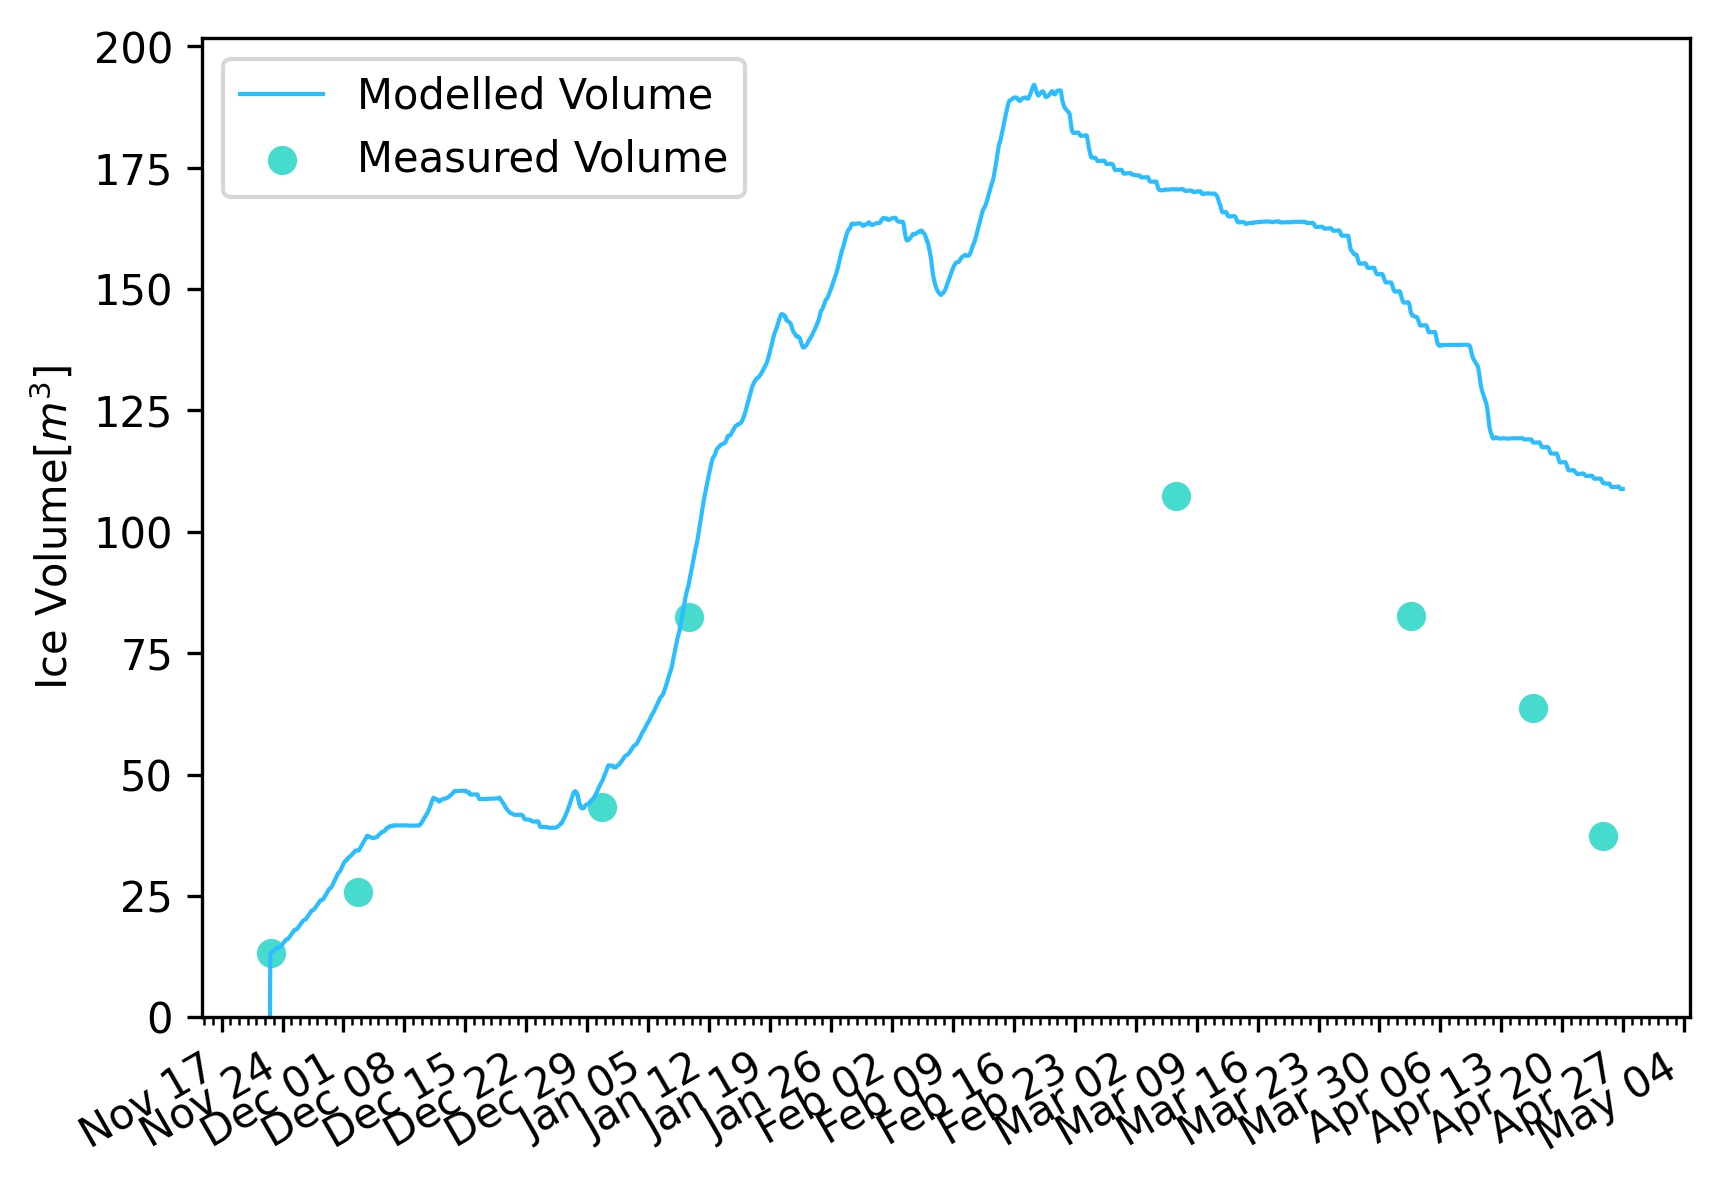 200
175
150
125
100
75
50
25
0
Ice Volume[m³]
Modelled Volume
Measured Volume
Nov 17
Nov 24
Dec 01
Dec 08
Dec 15
Dec 22
Dec 29
Jan 05
Jan 12
Jan 19
Jan 26
Feb 02
Feb 09
Feb 16
Feb 23
Mar 02
Mar 09
Mar 16
Mar 23
Mar 30
Apr 06
Apr 13
Apr 20
Apr 27
May 04